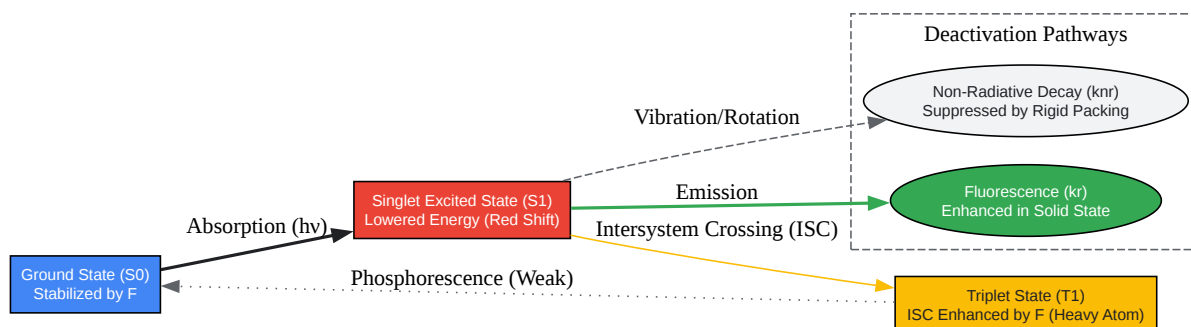 Deactivation Pathways
Non-Radiative Decay (knr)
Suppressed by Rigid Packing
Vibration/Rotation
Singlet Excited State (S1)
Lowered Energy (Red Shift)
Emission
Fluorescence (kr)
Enhanced in Solid State
Absorption (hν)
Intersystem Crossing (ISC)
Ground State (S0)
Stabilized by F
Phosphorescence (Weak)
Triplet State (T1)
ISC Enhanced by F (Heavy Atom)